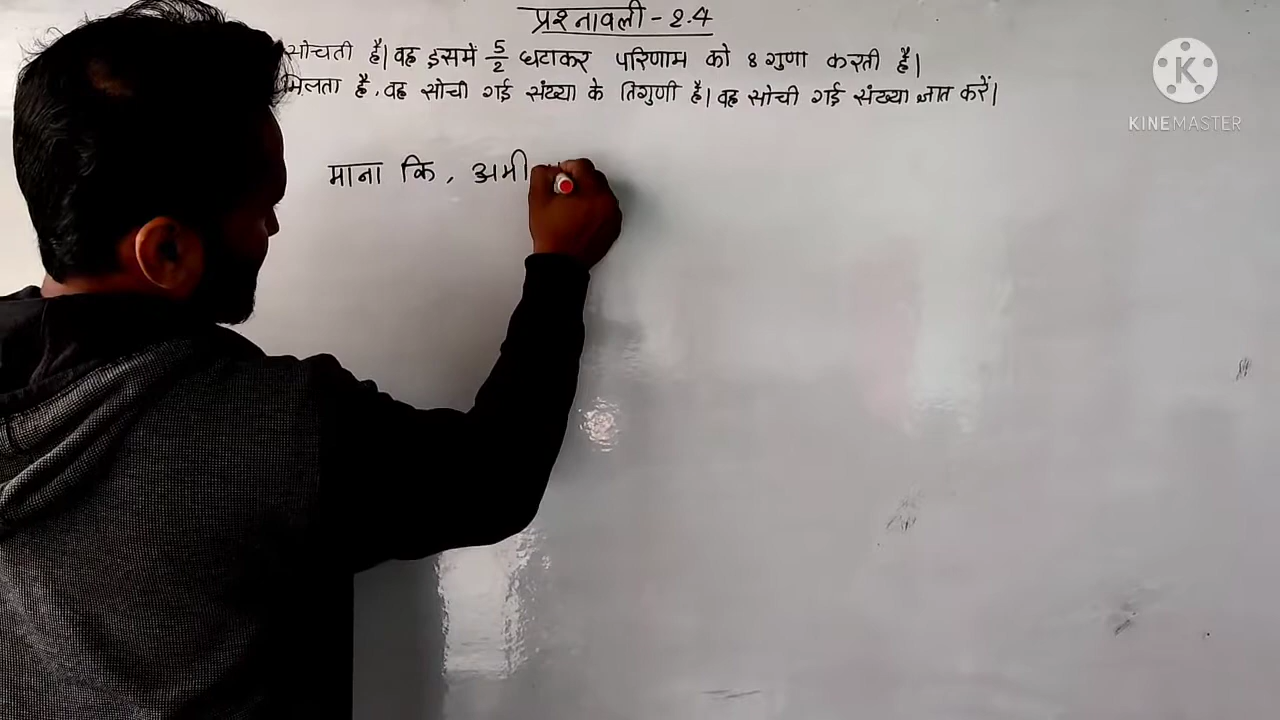 प्रश्नावली - 2.4
सोचती है। वह इसमें 5/2 घटाकर परिणाम को 8 गुणा करती है।
मिलता है, वह सोची गई संख्या के तिगुणी है। वह सोची गई संख्या ज्ञात करें।
माना कि, अमी
KINEMASTER